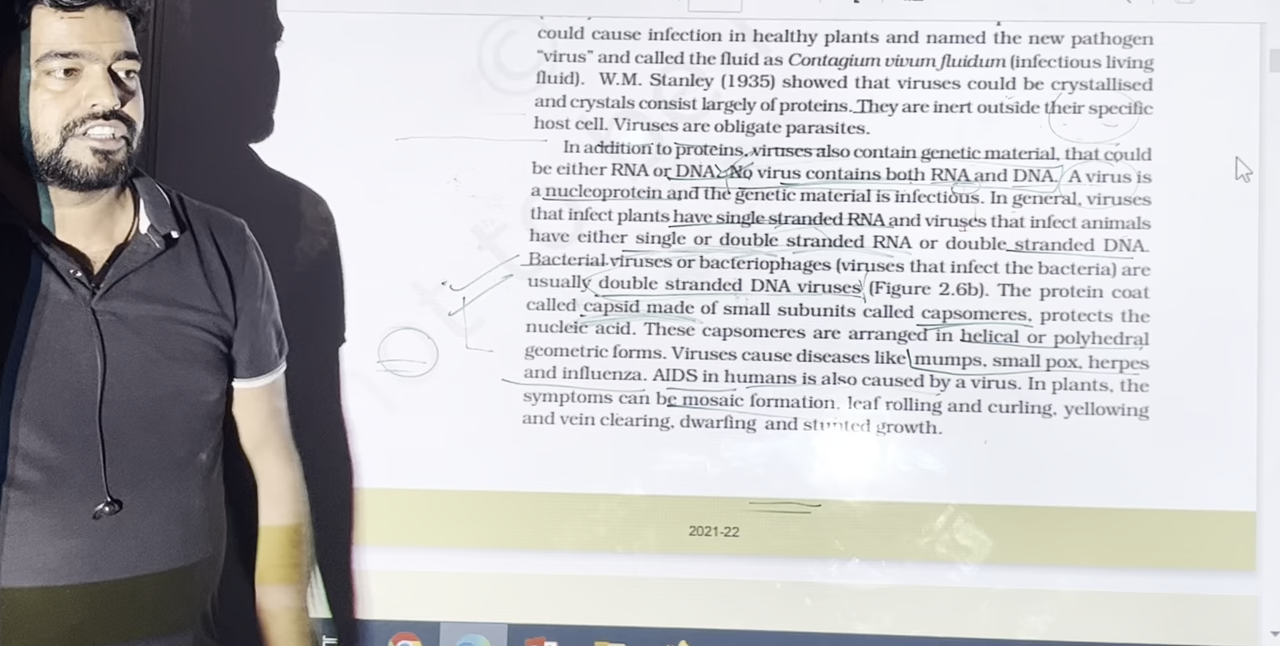 could cause infection in healthy plants and named the new pathogen
“virus” and called the fluid as Contagium vivum fluidum (infectious living
fluid). W.M. Stanley (1935) showed that viruses could be crystallised
and crystals consist largely of proteins. They are inert outside their specific
host cell. Viruses are obligate parasites.
In addition to proteins, viruses also contain genetic material, that could
be either RNA or DNA. No virus contains both RNA and DNA. A virus is
a nucleoprotein and the genetic material is infectious. In general, viruses
that infect plants have single stranded RNA and viruses that infect animals
have either single or double stranded RNA or double stranded DNA.
Bacterial viruses or bacteriophages (viruses that infect the bacteria) are
usually double stranded DNA viruses (Figure 2.6b). The protein coat
called capsid made of small subunits called capsomeres, protects the
nucleic acid. These capsomeres are arranged in helical or polyhedral
geometric forms. Viruses cause diseases like mumps, small pox, herpes
and influenza. AIDS in humans is also caused by a virus. In plants, the
symptoms can be mosaic formation, leaf rolling and curling, yellowing
and vein clearing, dwarfing and stunted growth.
2021-22